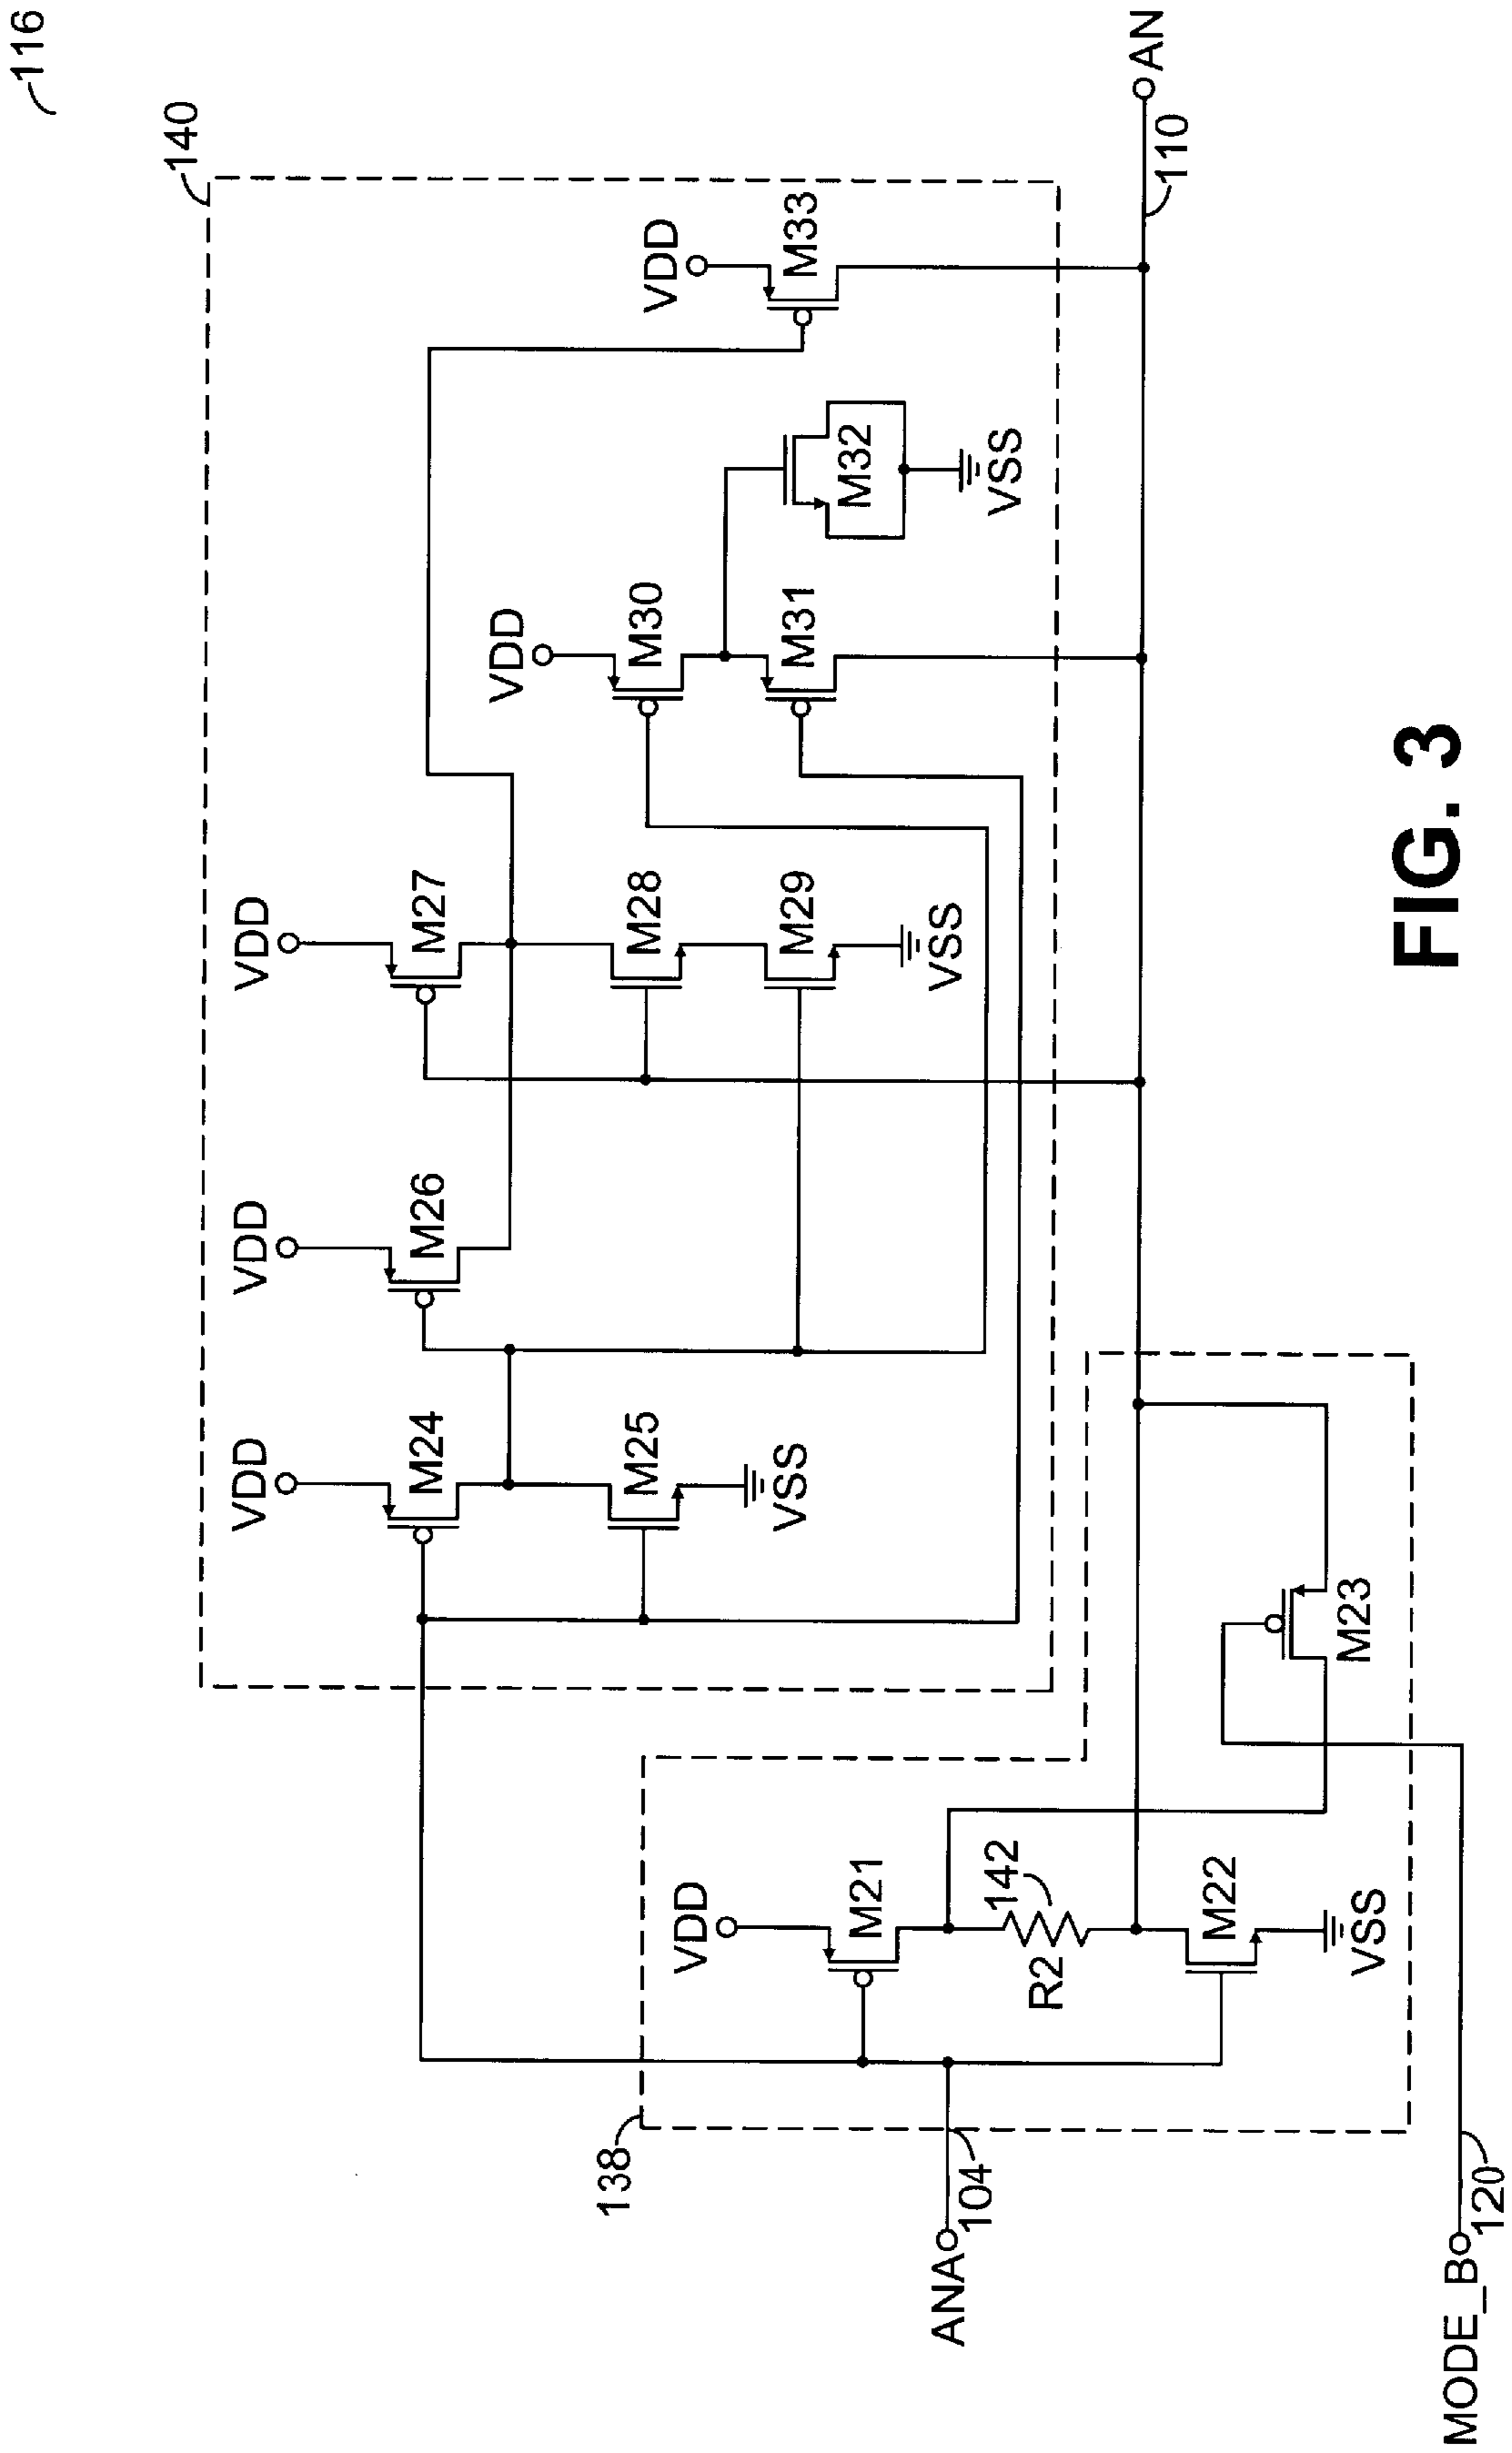 116
140
VDD
M24
M25
VSS
VDD
M26
VDD
M27
M28
M29
VSS
VDD
M30
M31
M32
VSS
VDD
M33
AN
110
138
VDD
M21
142
R2
M22
VSS
M23
ANA
104
MODE_B
120
FIG. 3